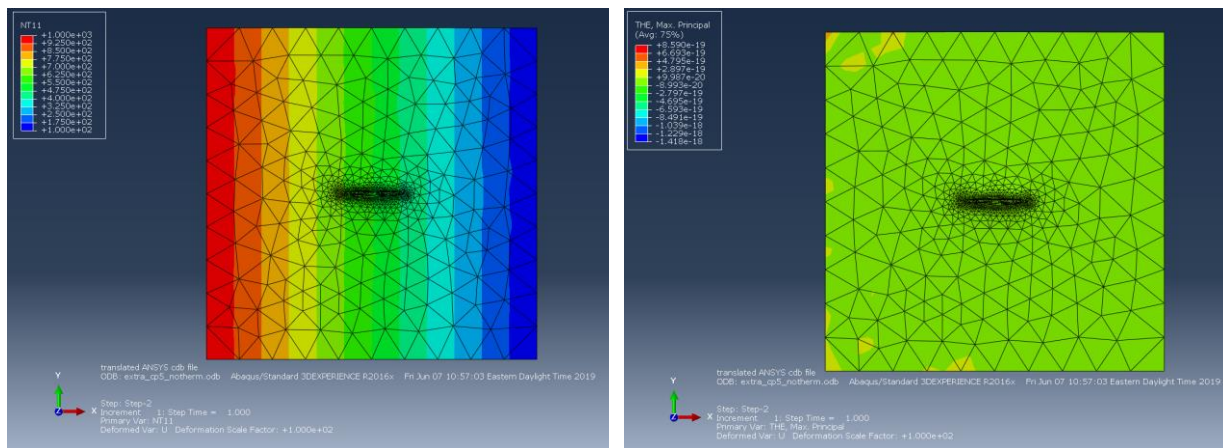 NT11
+1.000e+03
+9.250e+02
+8.500e+02
+7.750e+02
+7.000e+02
+6.250e+02
+5.500e+02
+4.750e+02
+4.000e+02
+3.250e+02
+2.500e+02
+1.750e+02
+1.000e+02
Y
Z
X
translated ANSYS cdb file
ODB: extra_cp5_notherm.odb Abaqus/Standard 3DEXPERIENCE R2016x Fri Jun 07 10:57:03 Eastern Daylight Time 2019
Step: Step-2
Increment 1: Step Time = 1.000
Primary Var: NT11
Deformed Var: U Deformation Scale Factor: +1.000e+02
THE, Max. Principal
(Avg: 75%)
+8.590e-19
+6.693e-19
+4.795e-19
+2.897e-19
+9.987e-20
-8.993e-20
-2.797e-19
-4.695e-19
-6.593e-19
-8.491e-19
-1.039e-18
-1.229e-18
-1.418e-18
Y
Z
X
translated ANSYS cdb file
ODB: extra_cp5_notherm.odb Abaqus/Standard 3DEXPERIENCE R2016x Fri Jun 07 10:57:03 Eastern Daylight Time 2019
Step: Step-2
Increment 1: Step Time = 1.000
Primary Var: THE, Max. Principal
Deformed Var: U Deformation Scale Factor: +1.000e+02